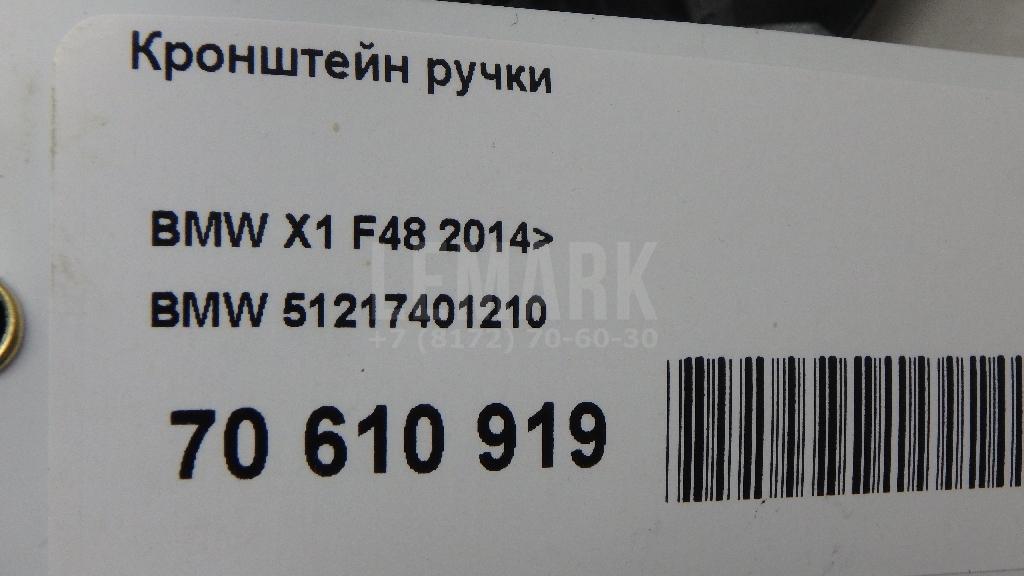 Кронштейн ручки
BMW X1 F48 2014>
LEMARK
BMW 51217401210
+7 (8172) 70-60-30
70 610 919